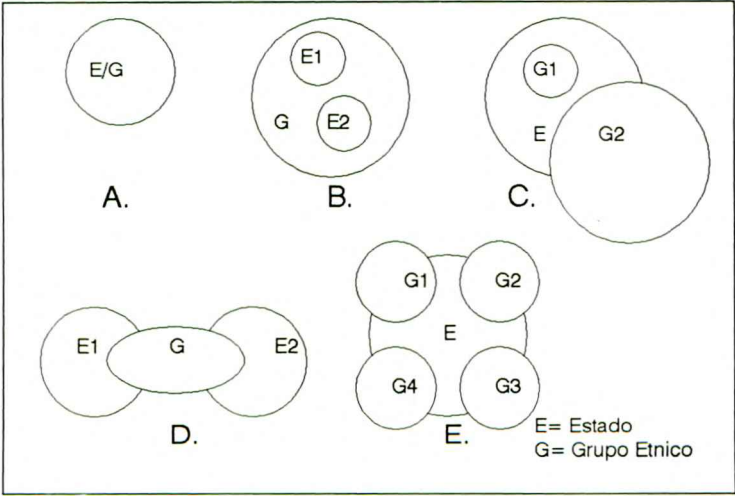 E/G
A.
E1
G
E2
B.
G1
E
G2
C.
E1
G
E2
D.
G1
G2
E
G4
G3
E.
E= Estado
G= Grupo Etnico